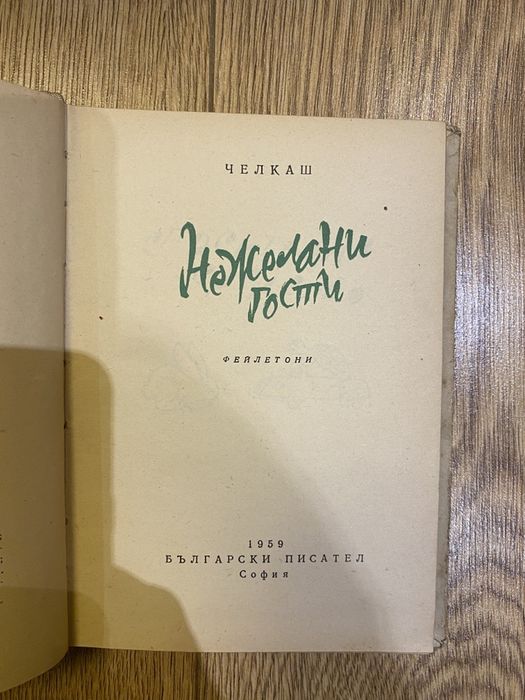 ЧЕЛКАШ
Нежелани
гости
ФЕЙЛЕТОНИ
1959
БЪЛГАРСКИ ПИСАТЕЛ
София